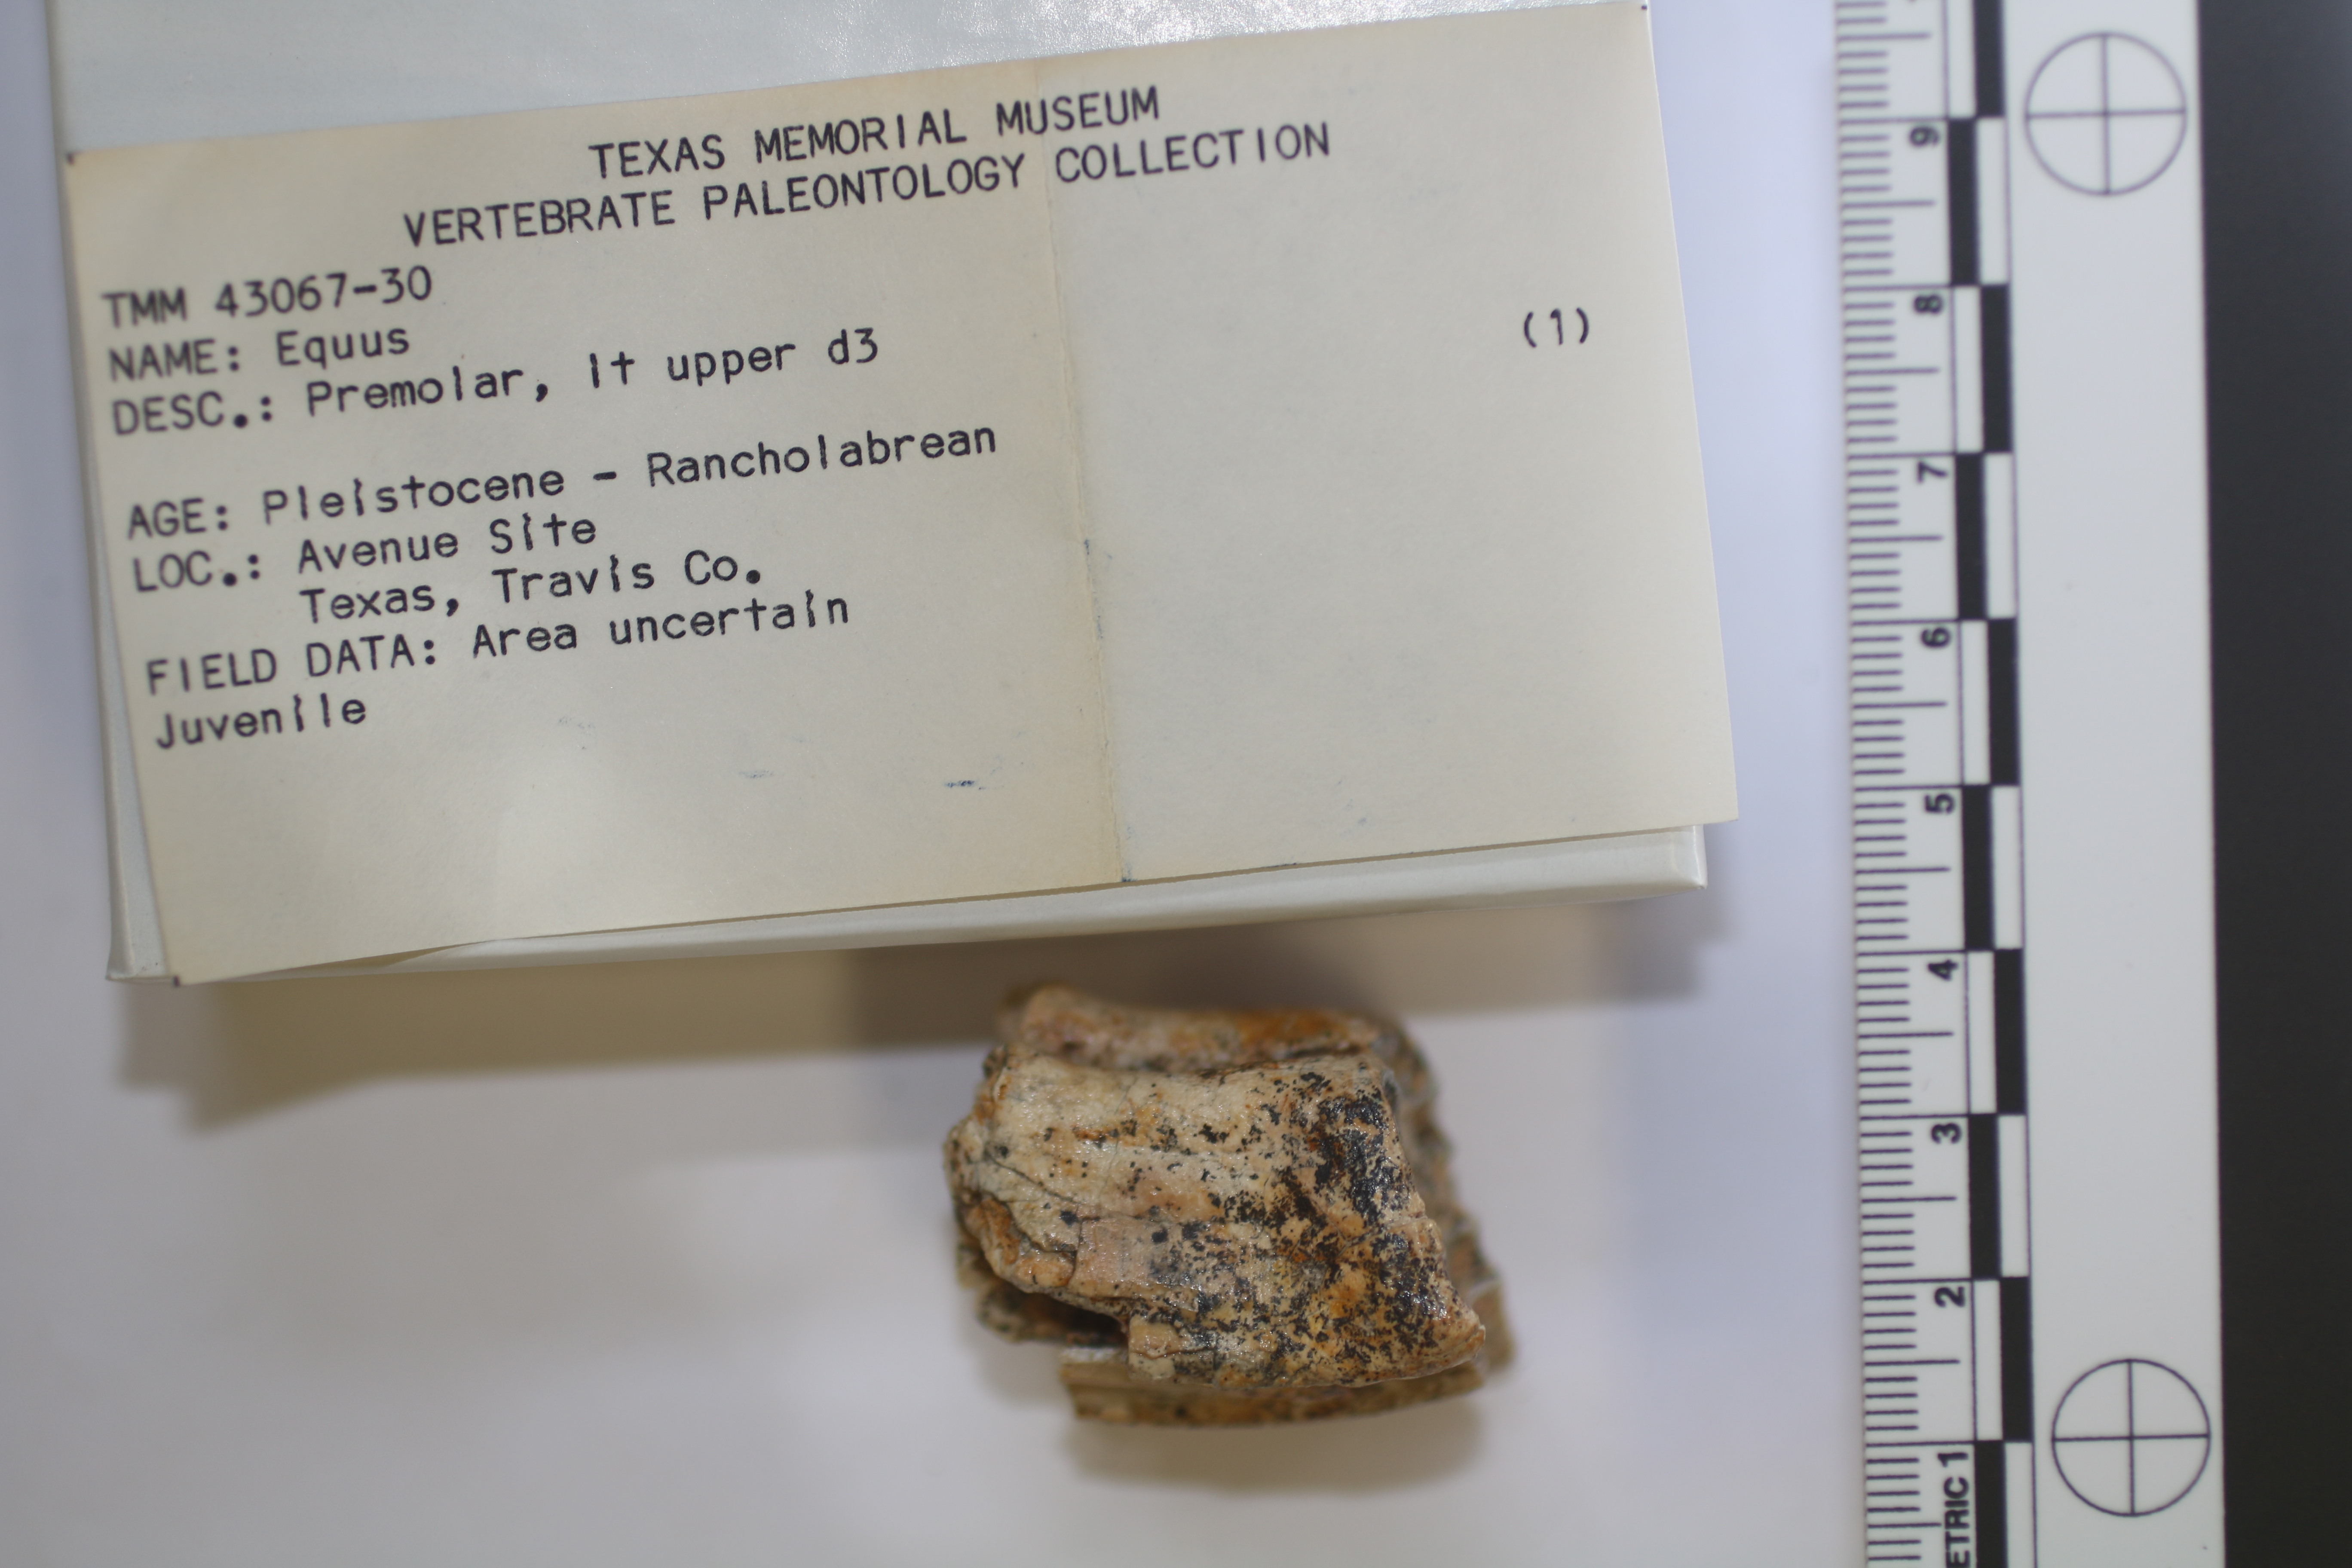 TEXAS MEMORIAL MUSEUM
VERTEBRATE PALEONTOLOGY COLLECTION
TMM 43067-30
NAME: Equus
(1)
DESC.: Premolar, lt upper d3
AGE: Pleistocene - Rancholabrean
LOC.: Avenue Site
Texas, Travis Co.
FIELD DATA: Area uncertain
Juvenile
9
8
7
6
5
4
3
2
ETRIC 1